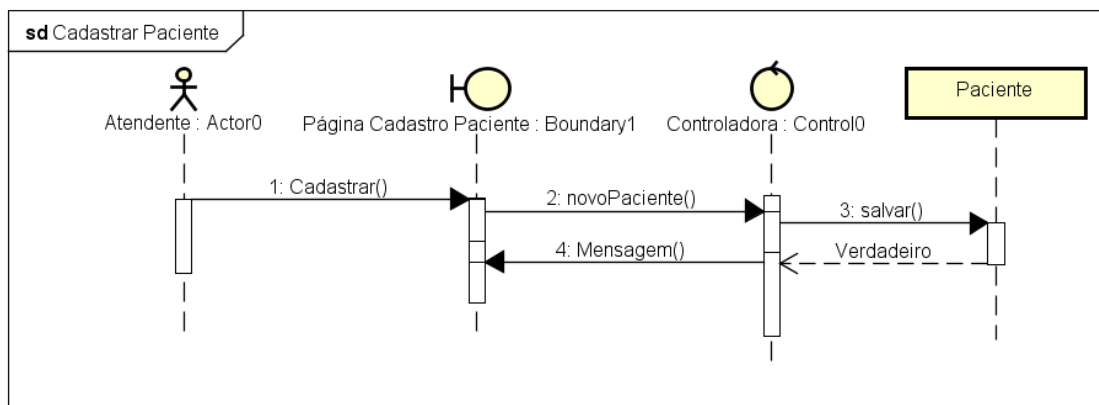 sd Cadastrar Paciente
Atendente : Actor0
Página Cadastro Paciente : Boundary1
Controladora : Control0
Paciente
1: Cadastrar()
2: novoPaciente()
3: salvar()
4: Mensagem()
Verdadeiro